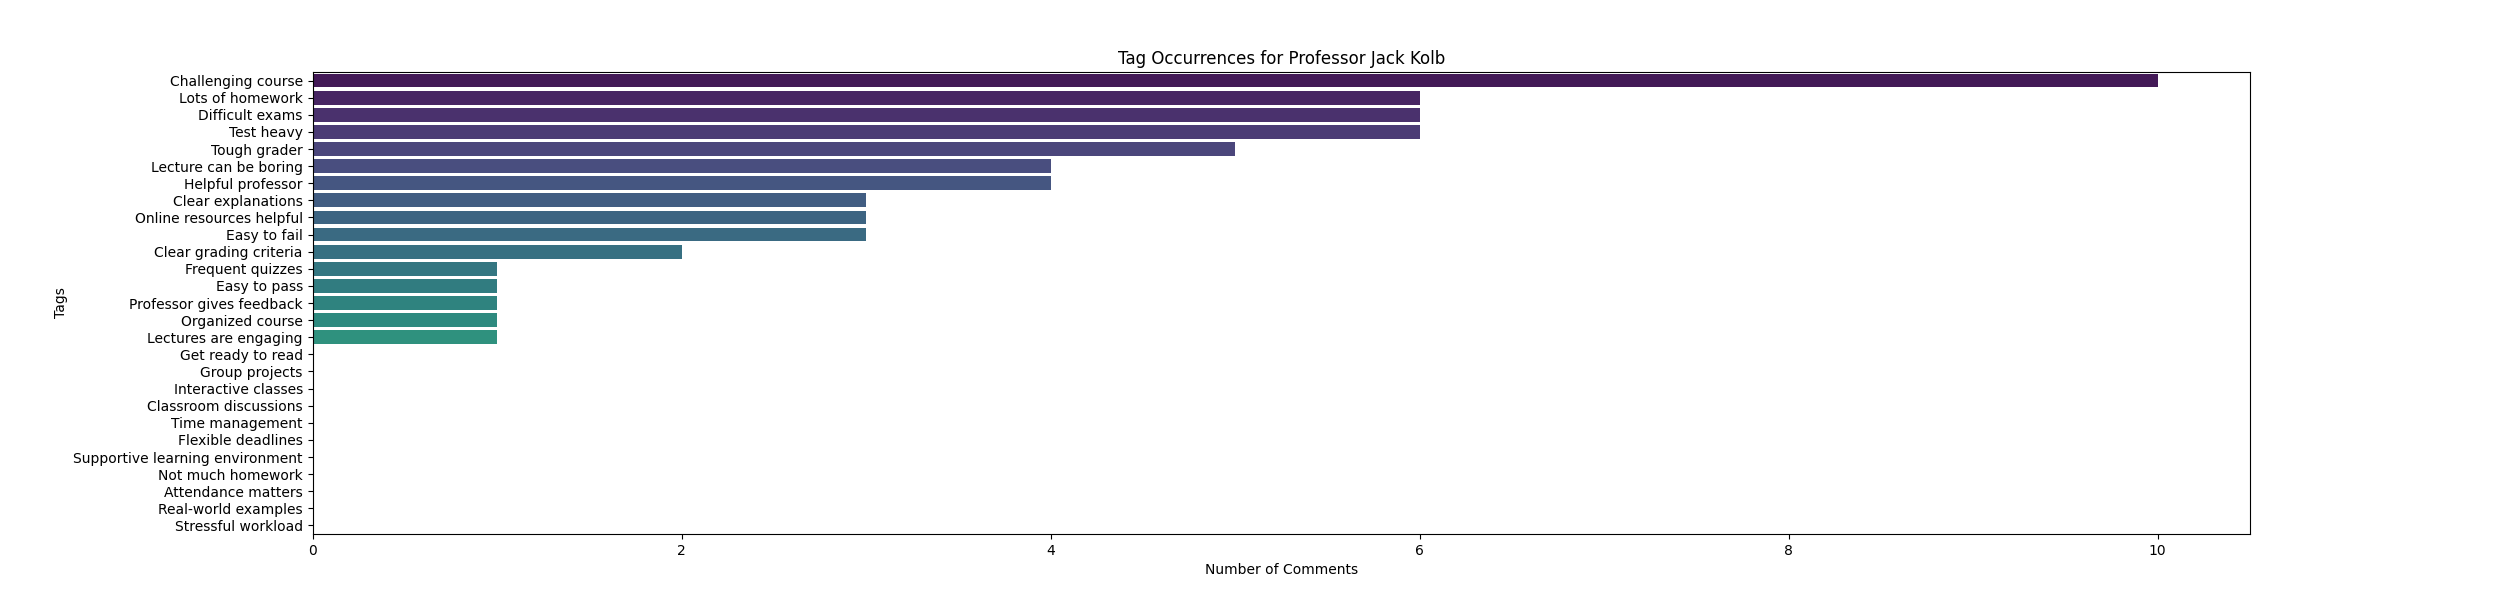 Tag Occurrences for Professor Jack Kolb
Challenging course
Lots of homework
Difficult exams
Test heavy
Tough grader
Lecture can be boring
Helpful professor
Clear explanations
Online resources helpful
Easy to fail
Clear grading criteria
Frequent quizzes
Easy to pass
Professor gives feedback
Organized course
Lectures are engaging
Get ready to read
Group projects
Interactive classes
Classroom discussions
Time management
Flexible deadlines
Supportive learning environment
Not much homework
Attendance matters
Real-world examples
Stressful workload
Tags
0 2 4 6 8 10
Number of Comments